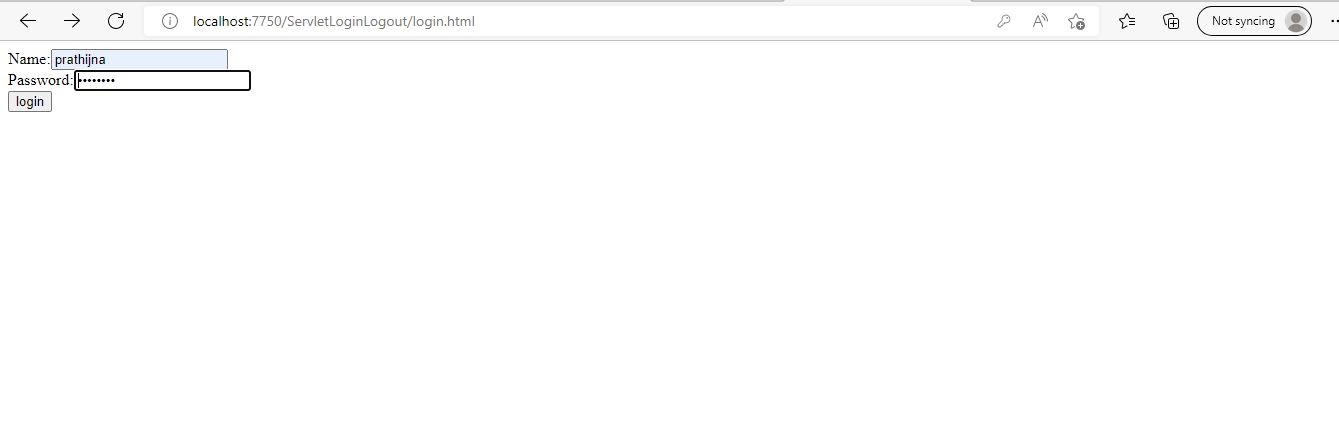 localhost:7750/ServletLoginLogout/login.html
Not syncing
Name: prathijna
Password: ••••••••
login